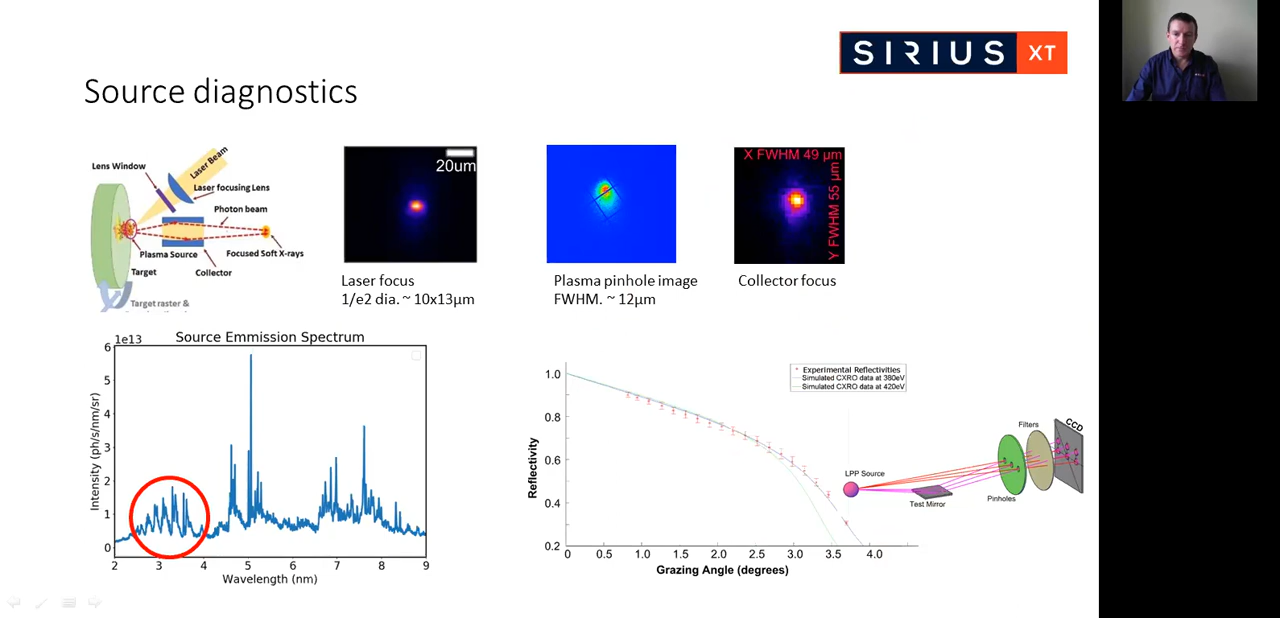 SIRIUS XT
Source diagnostics
Lens Window
Laser Beam
Laser focusing Lens
Photon beam
Plasma Source
Focused Soft X-rays
Target
Collector
Target raster &
20um
X FWHM 49 µm
Y FWHM 55 µm
Laser focus
1/e2 dia. ~ 10x13µm
Plasma pinhole image
FWHM. ~ 12µm
Collector focus
1e13
Source Emmission Spectrum
Intensity (ph/s/nm/sr)
6
5
4
3
2
1
0
2 3 4 5 6 7 8 9
Wavelength (nm)
Experimental Reflectivities
Simulated CXRO data at 380eV
Simulated CXRO data at 420eV
Reflectivity
1.0
0.8
0.6
0.4
0.2
0 0.5 1.0 1.5 2.0 2.5 3.0 3.5 4.0
Grazing Angle (degrees)
LPP Source
Test Mirror
Pinholes
Filters
CCD